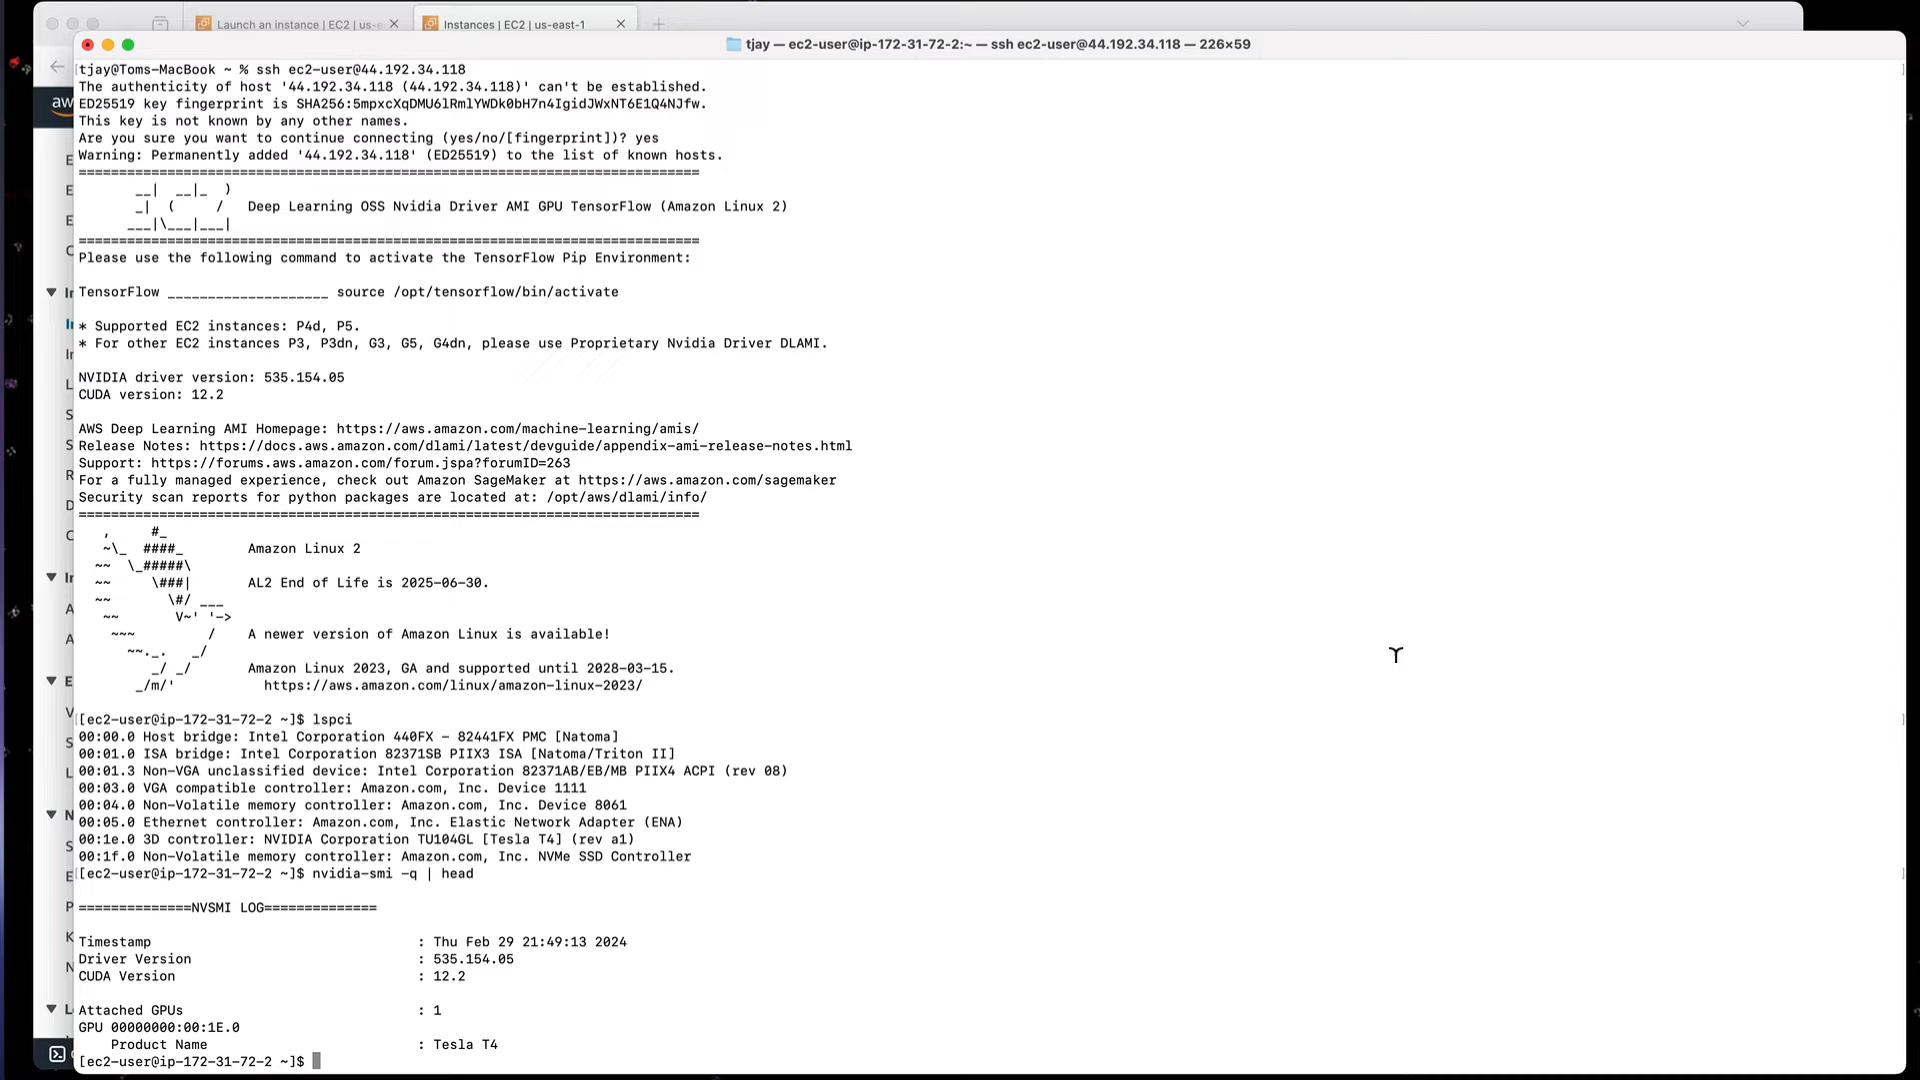 Launch an instance | EC2 | us-e
Instances | EC2 | us-east-1
tjay — ec2-user@ip-172-31-72-2:~ — ssh ec2-user@44.192.34.118 — 226×59
[tjay@Toms-MacBook ~ % ssh ec2-user@44.192.34.118
The authenticity of host '44.192.34.118 (44.192.34.118)' can't be established.
ED25519 key fingerprint is SHA256:5mpxcXqDMU6lRmlYWDk0bH7n4IgidJWxNT6E1Q4NJfw.
This key is not known by any other names.
Are you sure you want to continue connecting (yes/no/[fingerprint])? yes
Warning: Permanently added '44.192.34.118' (ED25519) to the list of known hosts.
=============================================================================
       __|  __|_  )
       _|  (     /   Deep Learning OSS Nvidia Driver AMI GPU TensorFlow (Amazon Linux 2)
      ___|\___|___|
=============================================================================
Please use the following command to activate the TensorFlow Pip Environment:
TensorFlow ____________________ source /opt/tensorflow/bin/activate
* Supported EC2 instances: P4d, P5.
* For other EC2 instances P3, P3dn, G3, G5, G4dn, please use Proprietary Nvidia Driver DLAMI.
NVIDIA driver version: 535.154.05
CUDA version: 12.2
AWS Deep Learning AMI Homepage: https://aws.amazon.com/machine-learning/amis/
Release Notes: https://docs.aws.amazon.com/dlami/latest/devguide/appendix-ami-release-notes.html
Support: https://forums.aws.amazon.com/forum.jspa?forumID=263
For a fully managed experience, check out Amazon SageMaker at https://aws.amazon.com/sagemaker
Security scan reports for python packages are located at: /opt/aws/dlami/info/
=============================================================================
   ,     #_
   ~\_  ####_        Amazon Linux 2
  ~~  \_#####\
  ~~     \###|       AL2 End of Life is 2025-06-30.
  ~~       \#/ ___
   ~~       V~' '->
    ~~~         /    A newer version of Amazon Linux is available!
      ~~._.   _/
         _/ _/       Amazon Linux 2023, GA and supported until 2028-03-15.
       _/m/'           https://aws.amazon.com/linux/amazon-linux-2023/
[[ec2-user@ip-172-31-72-2 ~]$ lspci
00:00.0 Host bridge: Intel Corporation 440FX - 82441FX PMC [Natoma]
00:01.0 ISA bridge: Intel Corporation 82371SB PIIX3 ISA [Natoma/Triton II]
00:01.3 Non-VGA unclassified device: Intel Corporation 82371AB/EB/MB PIIX4 ACPI (rev 08)
00:03.0 VGA compatible controller: Amazon.com, Inc. Device 1111
00:04.0 Non-Volatile memory controller: Amazon.com, Inc. Device 8061
00:05.0 Ethernet controller: Amazon.com, Inc. Elastic Network Adapter (ENA)
00:1e.0 3D controller: NVIDIA Corporation TU104GL [Tesla T4] (rev a1)
00:1f.0 Non-Volatile memory controller: Amazon.com, Inc. NVMe SSD Controller
[[ec2-user@ip-172-31-72-2 ~]$ nvidia-smi -q | head
==============NVSMI LOG==============
Timestamp                                 : Thu Feb 29 21:49:13 2024
Driver Version                            : 535.154.05
CUDA Version                              : 12.2
Attached GPUs                             : 1
GPU 00000000:00:1E.0
    Product Name                          : Tesla T4
[ec2-user@ip-172-31-72-2 ~]$